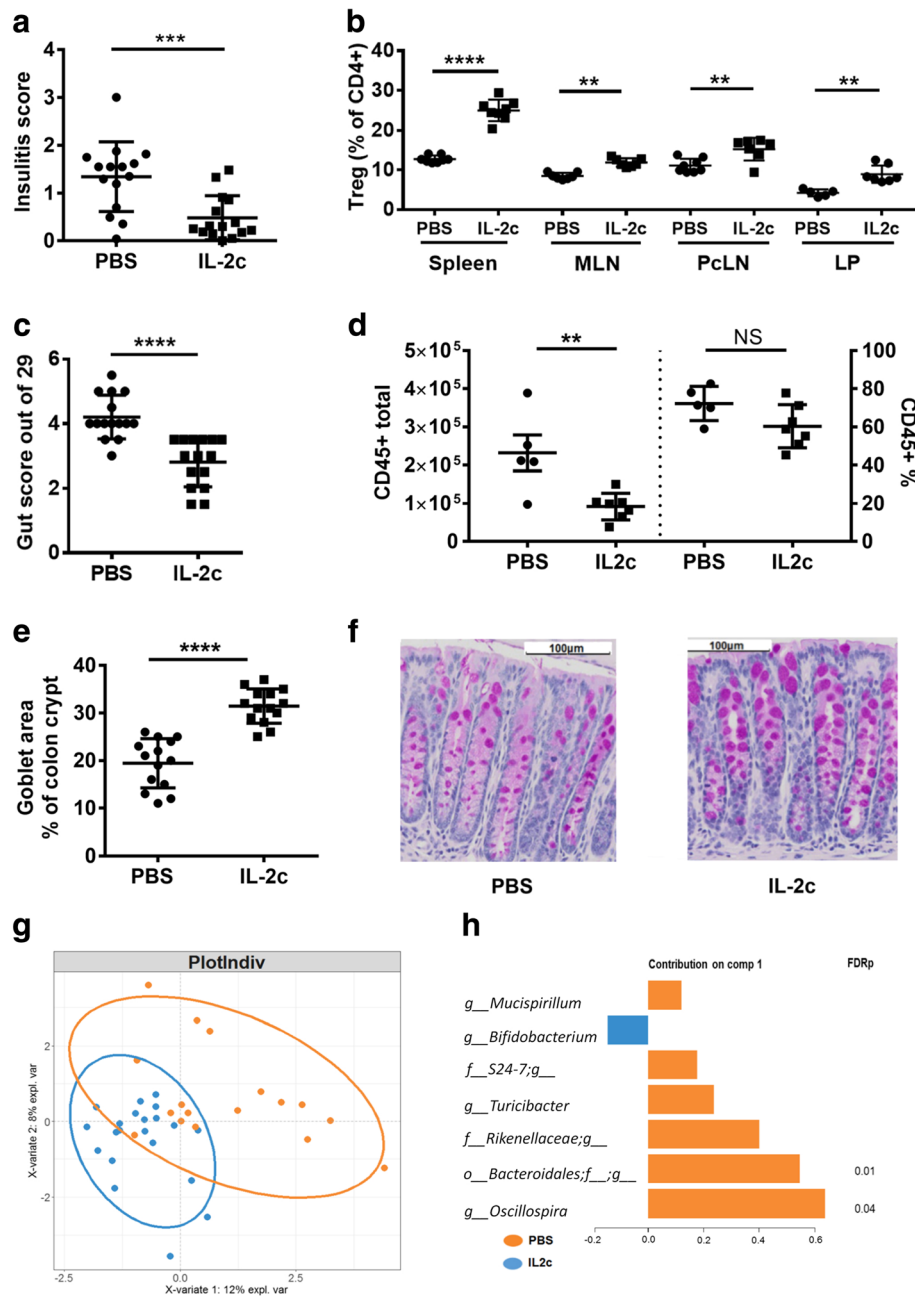 a
***
Insulitis score
4
3
2
1
0
PBS
IL-2c
b
****
**
**
**
Treg (% of CD4+)
40
30
20
10
0
PBS IL-2c PBS IL-2c PBS IL-2c PBS IL2c
Spleen MLN PcLN LP
c
****
Gut score out of 29
6
4
2
0
PBS
IL-2c
d
**
NS
CD45+ total
5×10⁵
4×10⁵
3×10⁵
2×10⁵
1×10⁵
0
100
80
60
40
20
0
CD45+ %
PBS IL2c PBS IL2c
e
****
Goblet area
% of colon crypt
40
30
20
10
0
PBS
IL-2c
f
100µm
100µm
PBS
IL-2c
g
PlotIndiv
X-variate 2: 8% expl. var
2
0
-2
-2.5 0.0 2.5
X-variate 1: 12% expl. var
h
Contribution on comp 1 FDRp
g__Mucispirillum
g__Bifidobacterium
f__S24-7;g__
g__Turicibacter
f__Rikenellaceae;g__
o__Bacteroidales;f__;g__ 0.01
g__Oscillospira 0.04
-0.2 0.0 0.2 0.4 0.6
PBS
IL2c